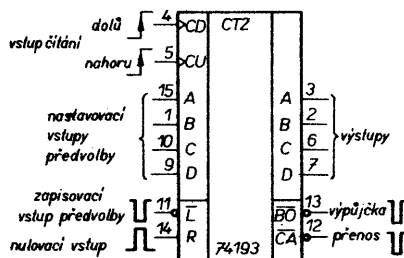 dolů 4 CD CT2
vstup čítání
nahoru 5 CU
15 A A 3
nastavovací 1 B B 2
vstupy
předvolby 10 C C 6 výstupy
9 D D 7
zapisovací 11 L BO 13 výpůjčka
vstup předvolby
nulovací vstup 14 R CA 12 přenos
74193